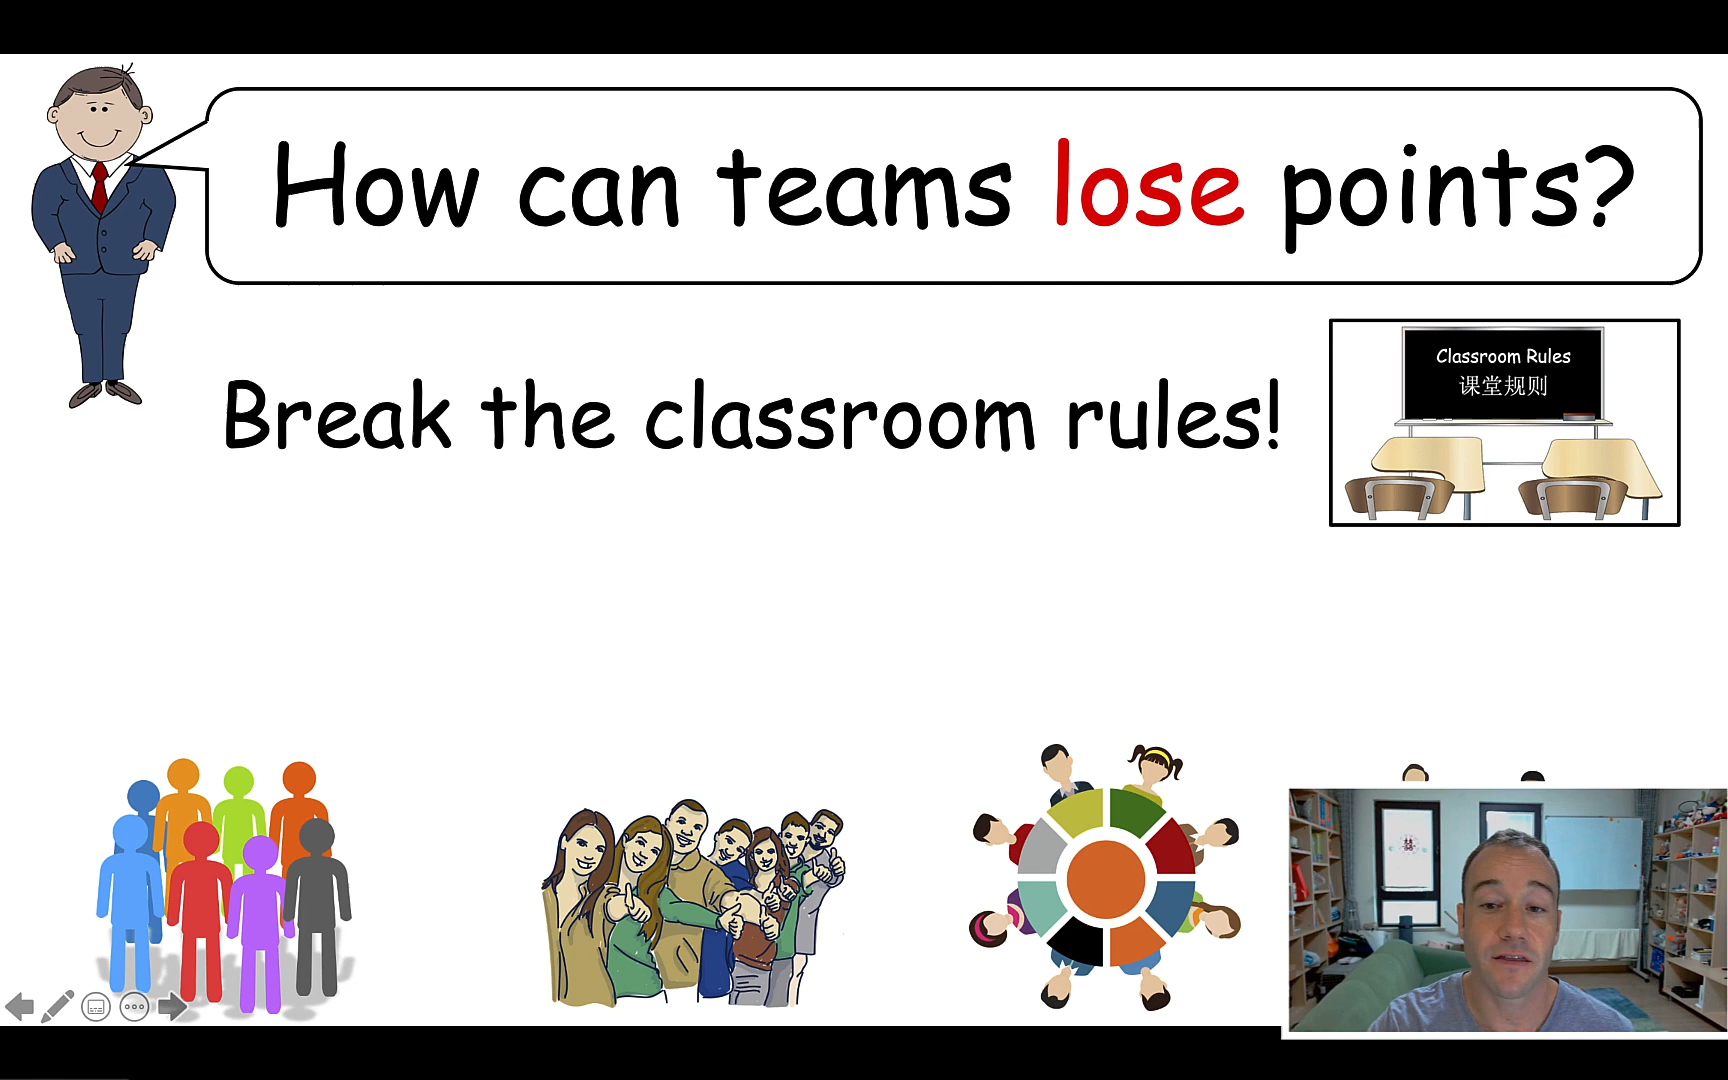 How can teams lose points?
Break the classroom rules!
Classroom Rules
课堂规则